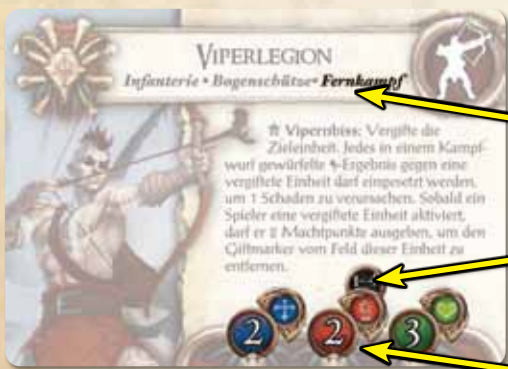 VIPERLEGION
Infanterie • Bogenschütze • Fernkampf
Vipernbiss: Vergifte die
Zieleinheit. Jedes in einem Kampf-
wurf gewürfelte -Ergebnis gegen eine
vergiftete Einheit darf eingesetzt werden,
um 1 Schaden zu verursachen. Sobald ein
Spieler eine vergiftete Einheit aktiviert,
darf er 2 Machtpunkte ausgeben, um den
Giftmarker vom Feld dieser Einheit zu
entfernen.
2 2 3